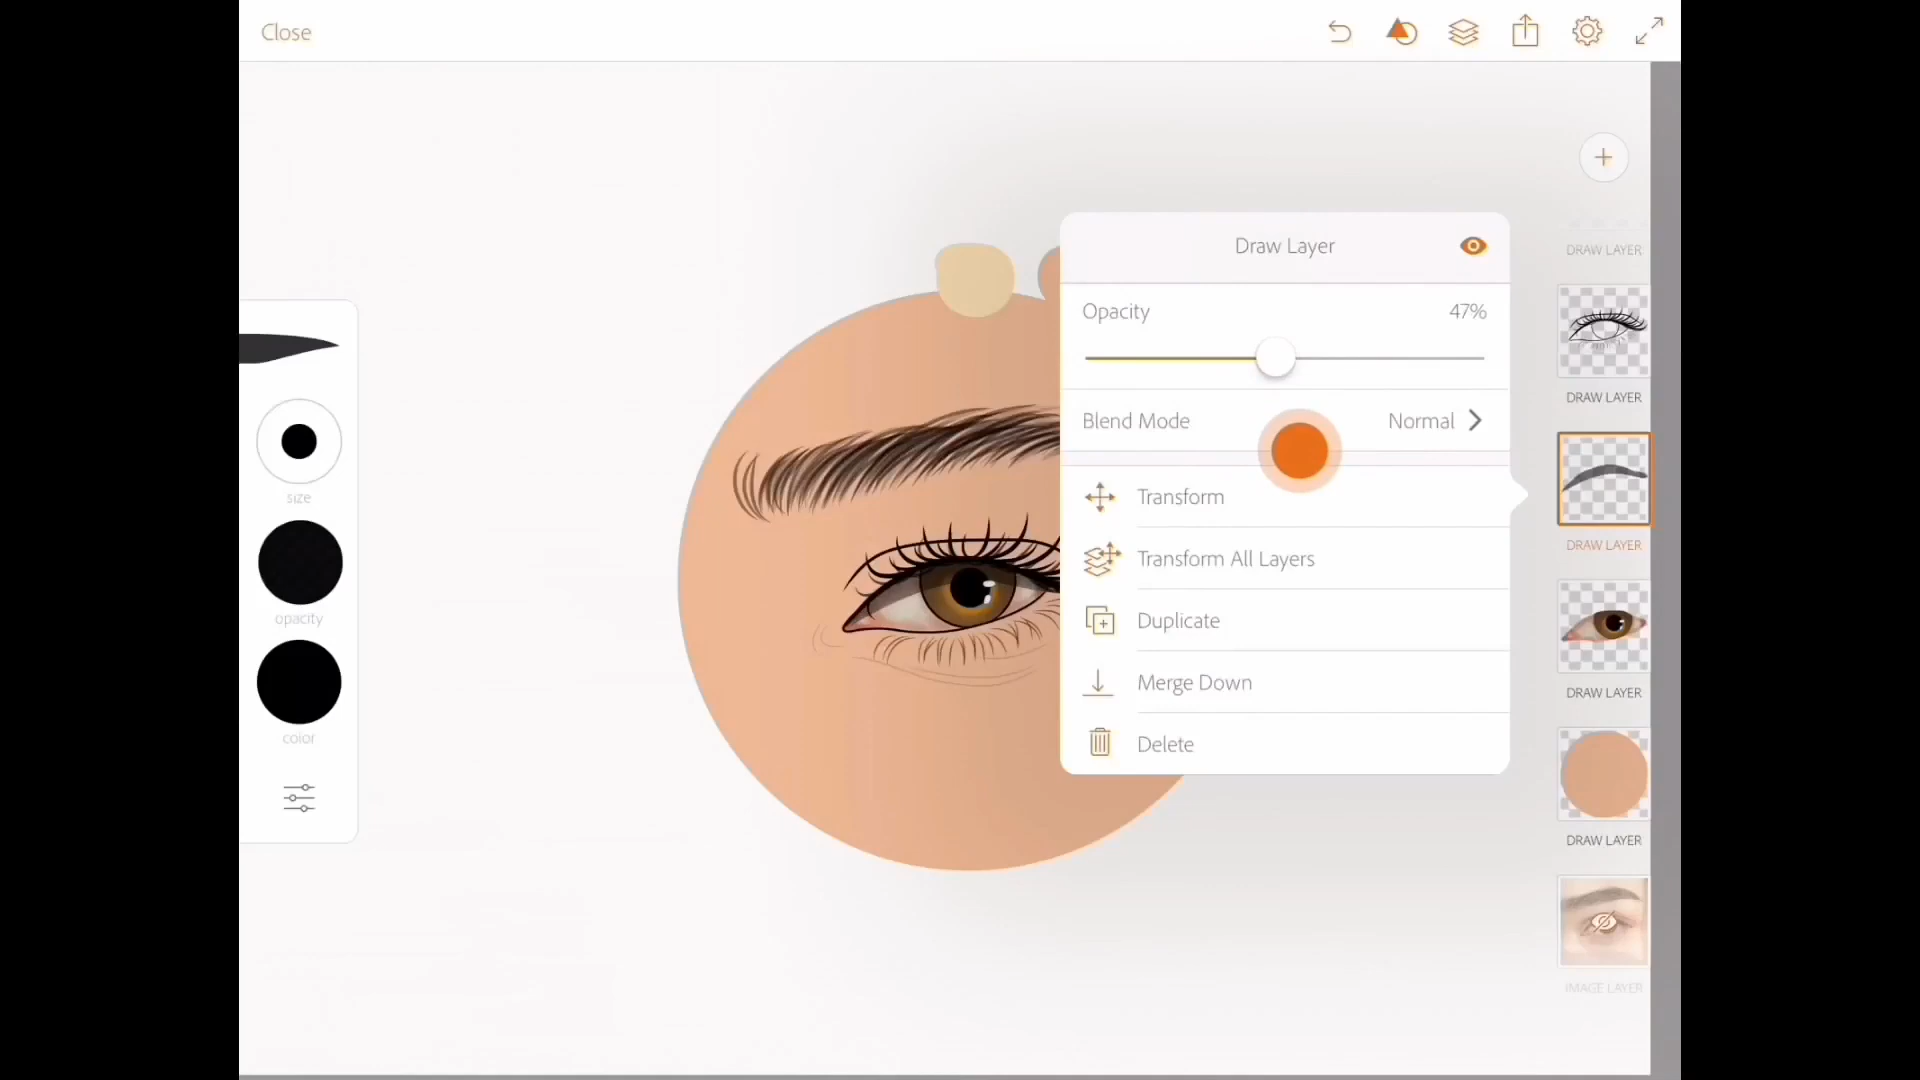 Close
Draw Layer
Opacity 47%
Blend Mode Normal
Transform
Transform All Layers
Duplicate
Merge Down
Delete
size
opacity
color
DRAW LAYER
DRAW LAYER
DRAW LAYER
DRAW LAYER
DRAW LAYER
IMAGE LAYER